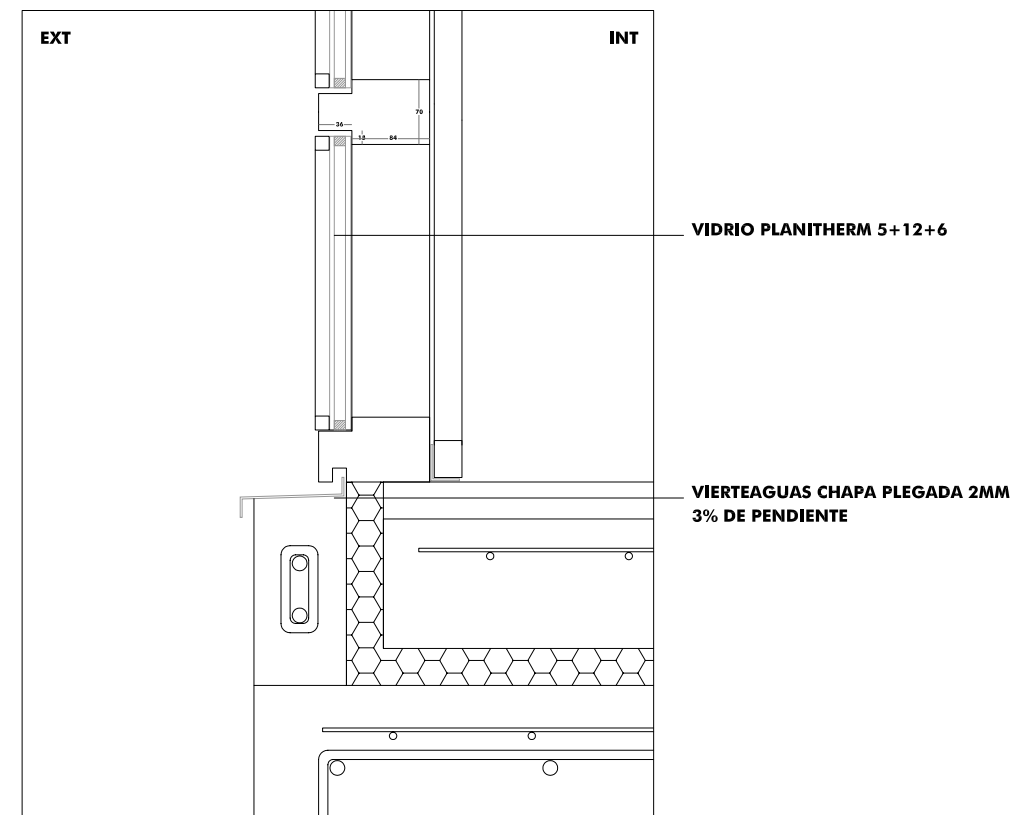 EXT
INT
70
36
15
84
VIDRIO PLANITHERM 5+12+6
VIERTEAGUAS CHAPA PLEGADA 2MM
3% DE PENDIENTE